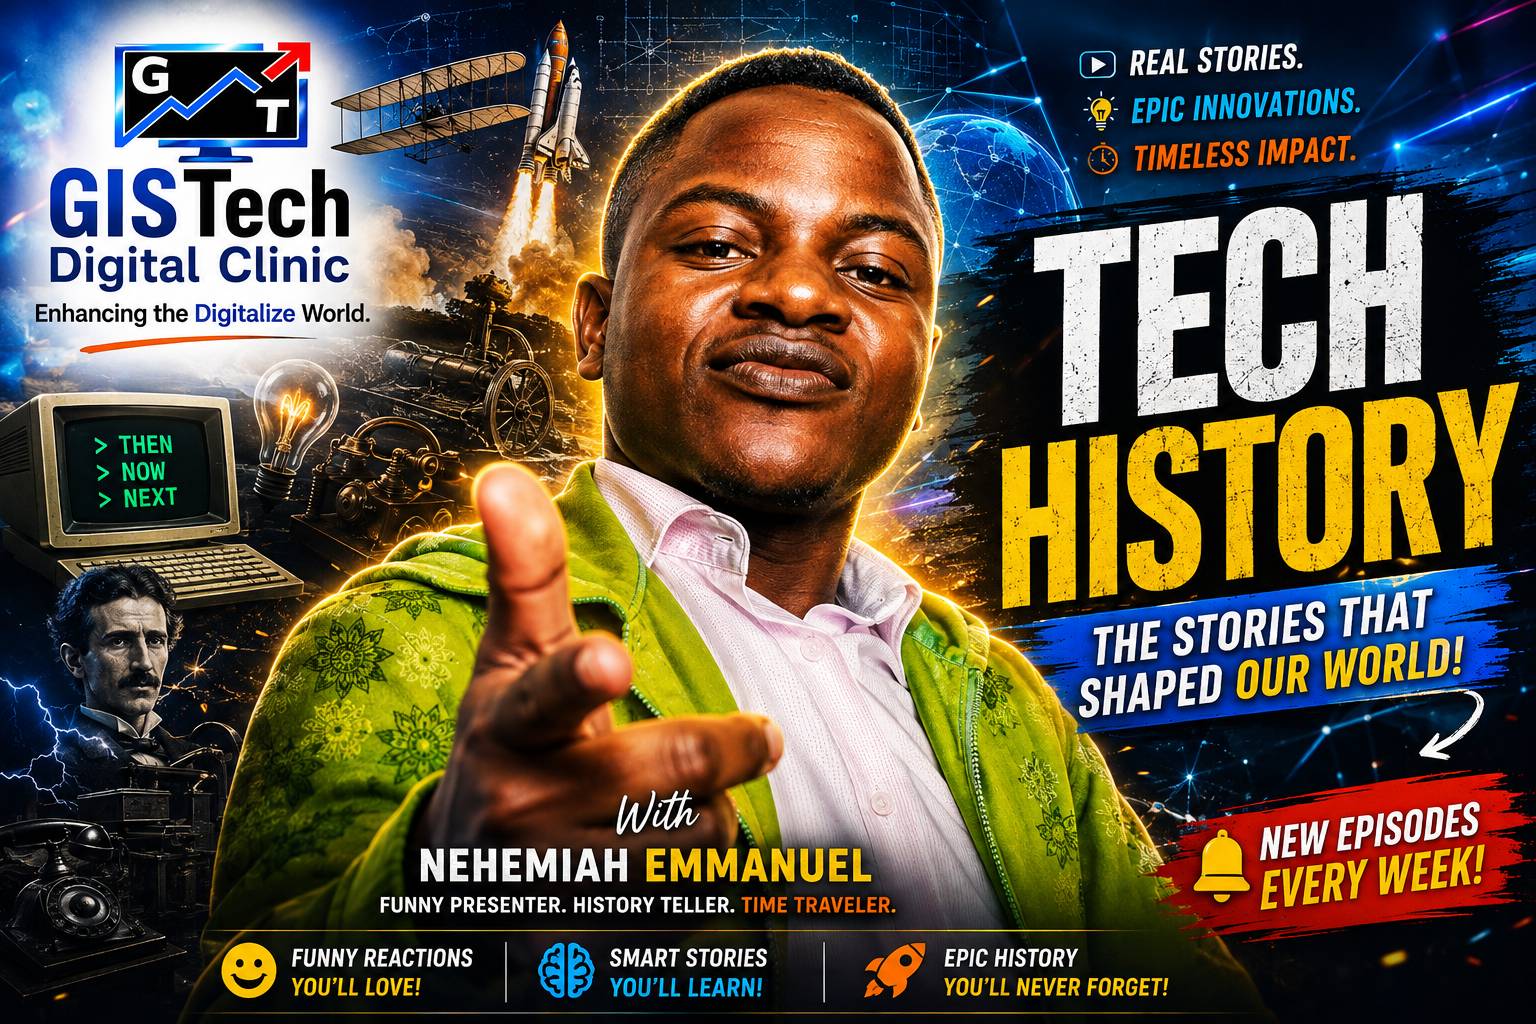 G T
GISTech
Digital Clinic
Enhancing the Digitalize World.
> THEN
> NOW
> NEXT
REAL STORIES.
EPIC INNOVATIONS.
TIMELESS IMPACT.
TECH
HISTORY
THE STORIES THAT
SHAPED OUR WORLD!
NEW EPISODES
EVERY WEEK!
With
NEHEMIAH EMMANUEL
FUNNY PRESENTER. HISTORY TELLER. TIME TRAVELER.
FUNNY REACTIONS
YOU'LL LOVE!
SMART STORIES
YOU'LL LEARN!
EPIC HISTORY
YOU'LL NEVER FORGET!